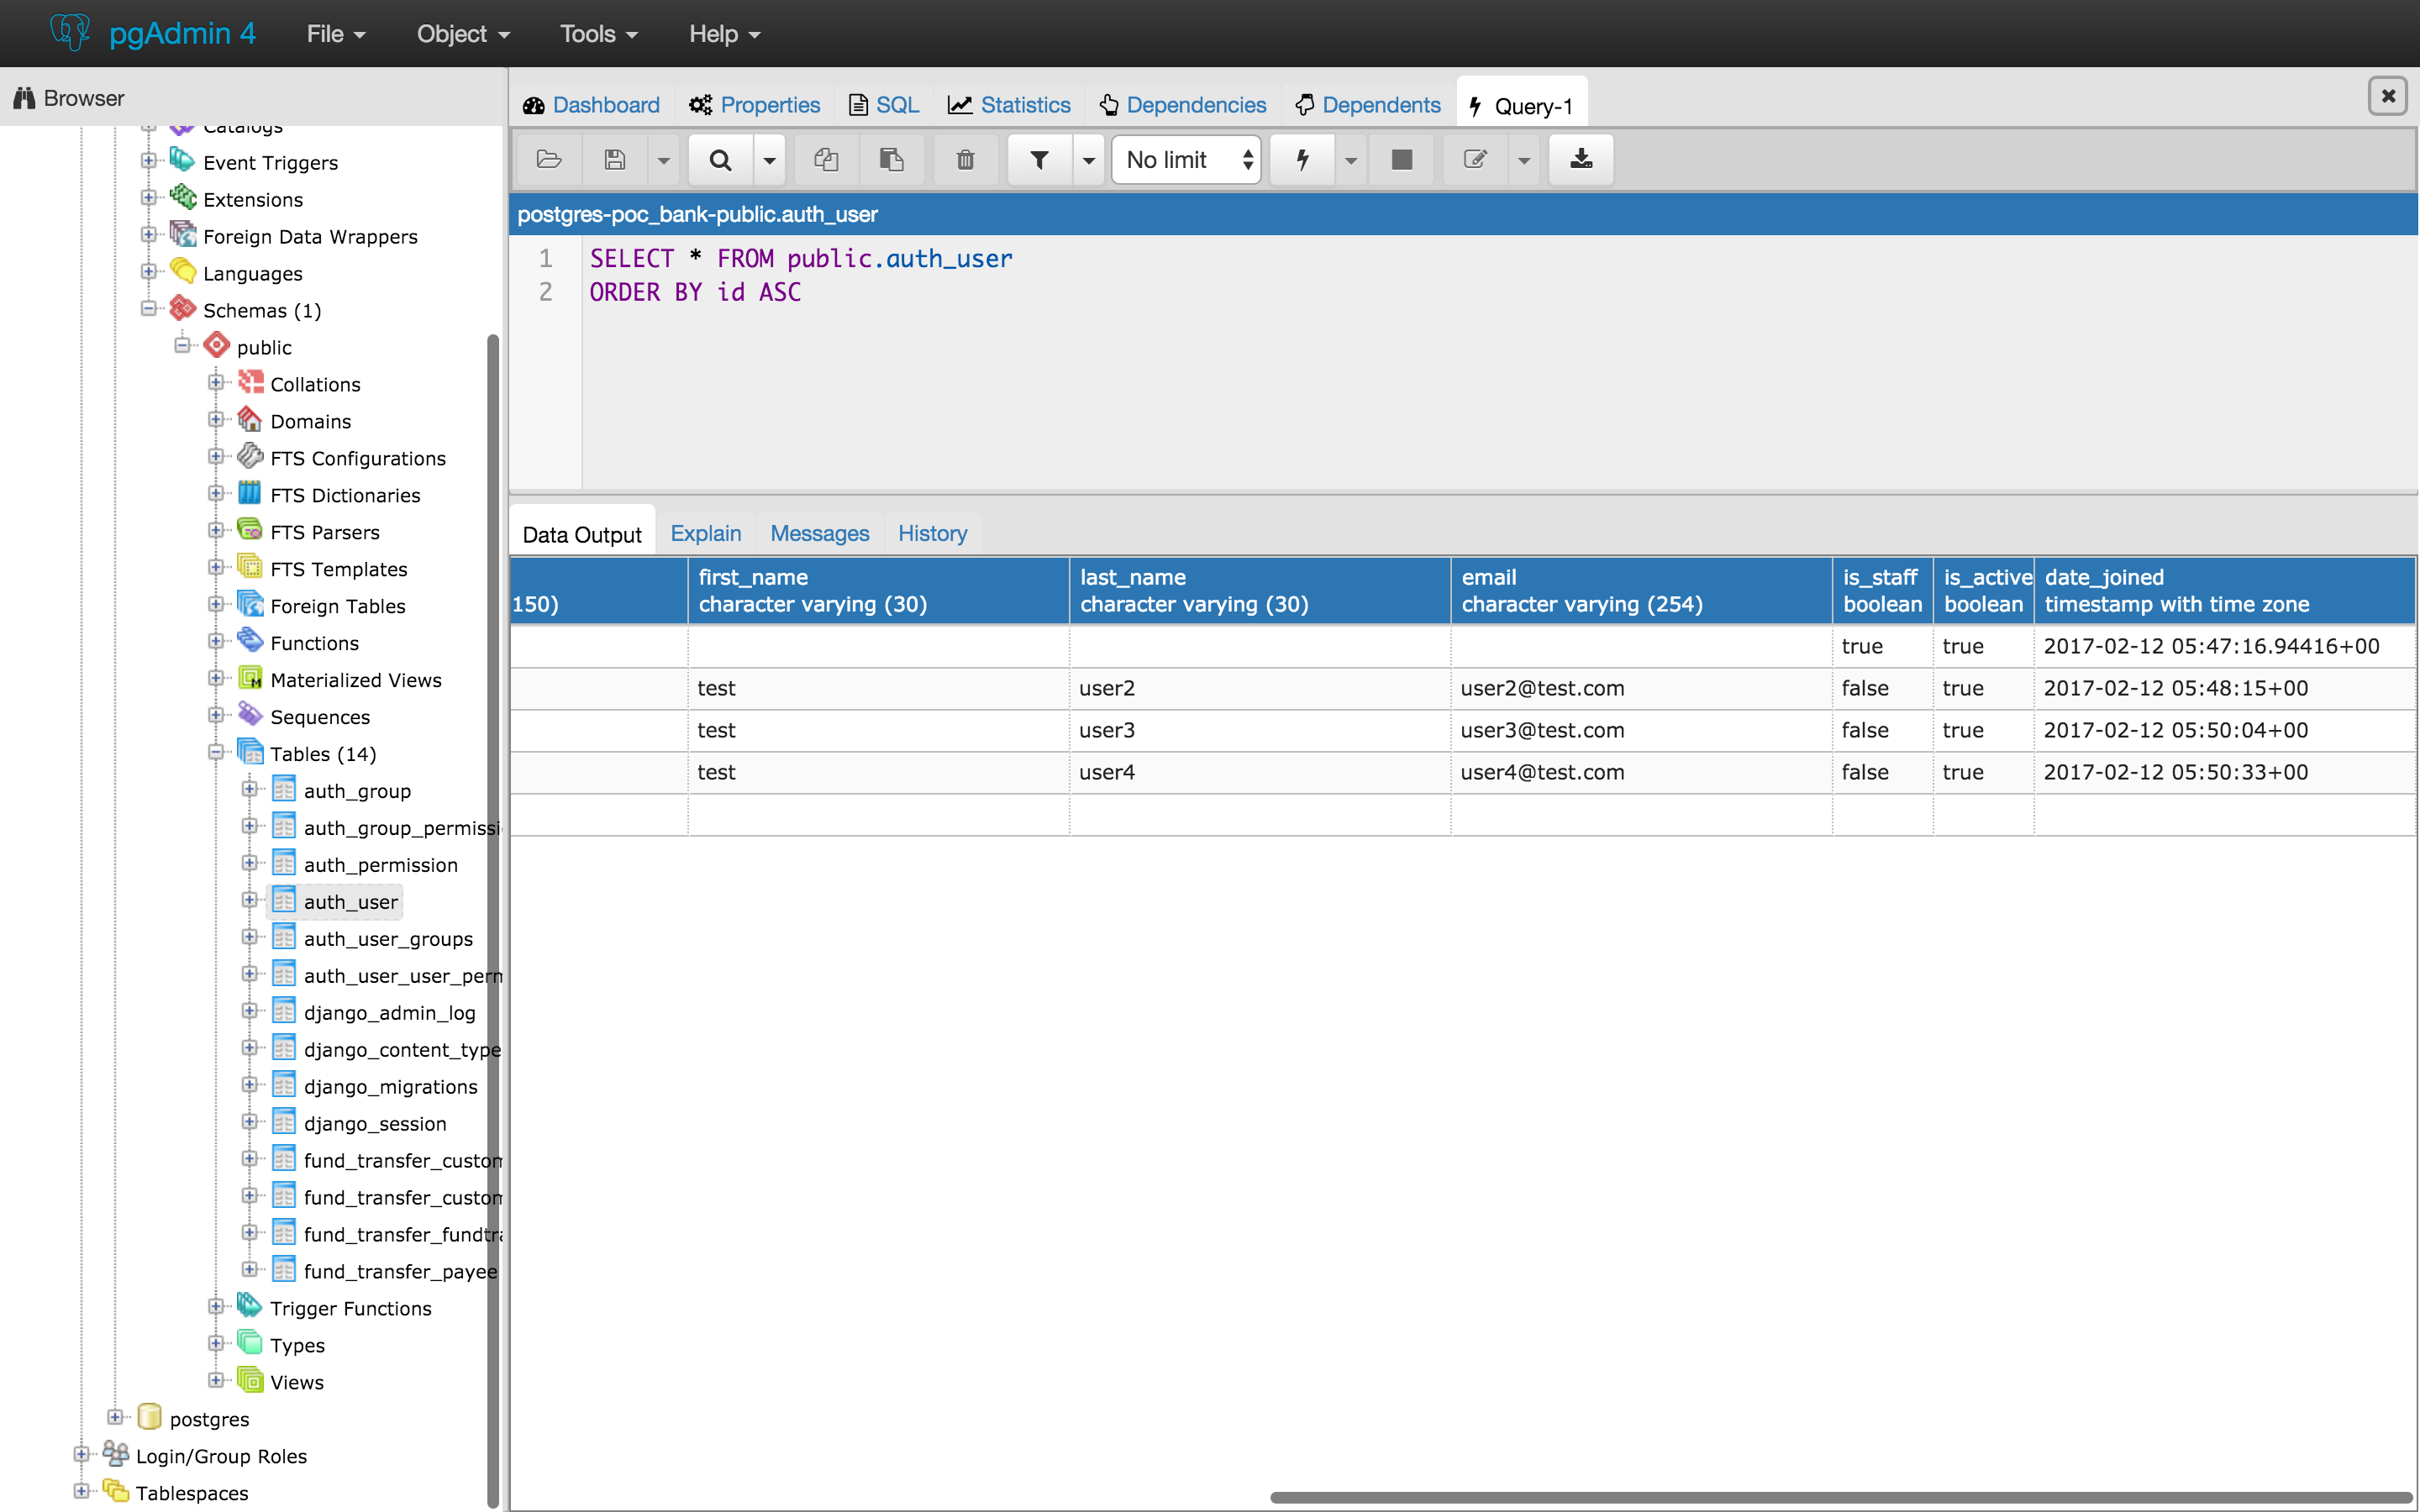 pgAdmin 4 File Object Tools Help
Browser
Catalogs
Event Triggers
Extensions
Foreign Data Wrappers
Languages
Schemas (1)
public
Collations
Domains
FTS Configurations
FTS Dictionaries
FTS Parsers
FTS Templates
Foreign Tables
Functions
Materialized Views
Sequences
Tables (14)
auth_group
auth_group_permissi
auth_permission
auth_user
auth_user_groups
auth_user_user_perm
django_admin_log
django_content_type
django_migrations
django_session
fund_transfer_custom
fund_transfer_custom
fund_transfer_fundtra
fund_transfer_payee
Trigger Functions
Types
Views
postgres
Login/Group Roles
Tablespaces
Dashboard Properties SQL Statistics Dependencies Dependents Query-1
No limit
postgres-poc_bank-public.auth_user
1 SELECT * FROM public.auth_user
2 ORDER BY id ASC
Data Output Explain Messages History
first_name last_name email is_staff is_active date_joined
150) character varying (30) character varying (30) character varying (254) boolean boolean timestamp with time zone
true true 2017-02-12 05:47:16.94416+00
test user2 user2@test.com false true 2017-02-12 05:48:15+00
test user3 user3@test.com false true 2017-02-12 05:50:04+00
test user4 user4@test.com false true 2017-02-12 05:50:33+00